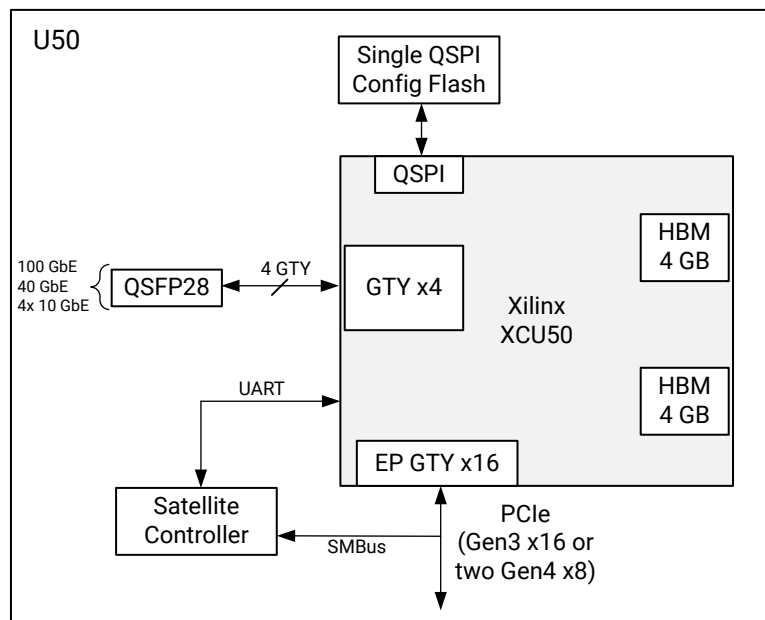 U50
Single QSPI
Config Flash
QSPI
HBM
4 GB
100 GbE
40 GbE
4x 10 GbE
QSFP28
4 GTY
GTY x4
Xilinx
XCU50
HBM
4 GB
UART
EP GTY x16
Satellite
Controller
SMBus
PCIe
(Gen3 x16 or
two Gen4 x8)